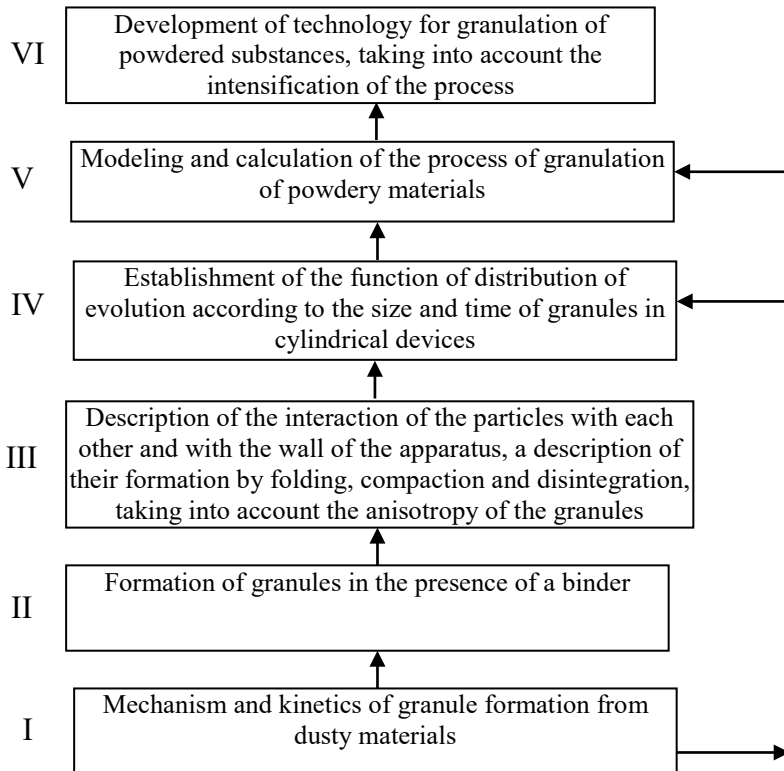 VI
Development of technology for granulation of
powdered substances, taking into account the
intensification of the process
V
Modeling and calculation of the process of granulation
of powdery materials
IV
Establishment of the function of distribution of
evolution according to the size and time of granules in
cylindrical devices
III
Description of the interaction of the particles with each
other and with the wall of the apparatus, a description of
their formation by folding, compaction and disintegration,
taking into account the anisotropy of the granules
II
Formation of granules in the presence of a binder
I
Mechanism and kinetics of granule formation from
dusty materials